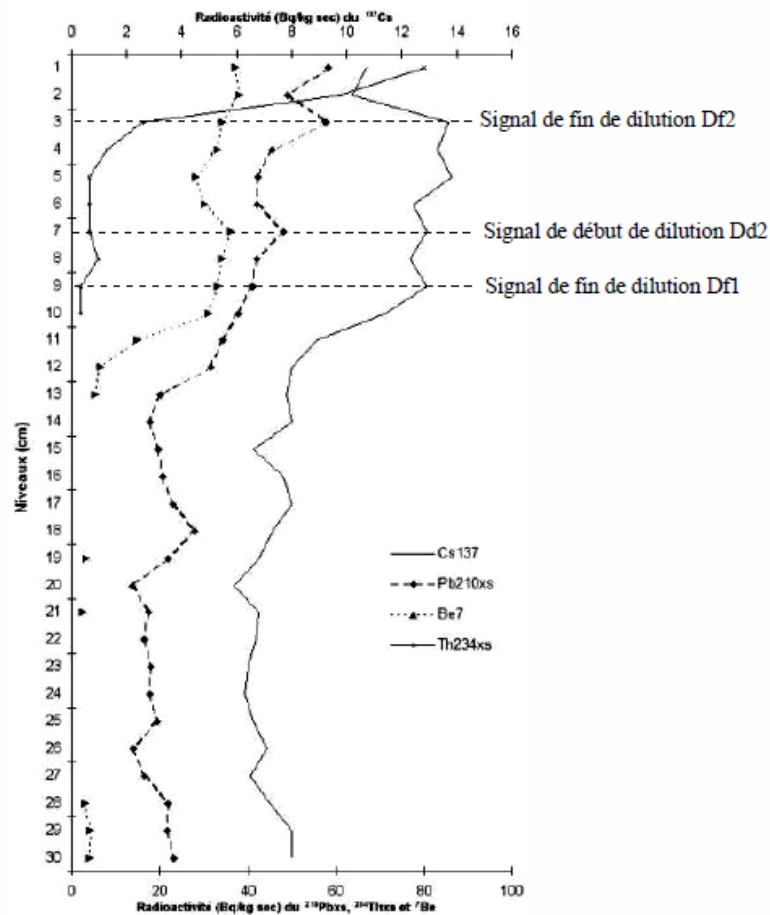 Radioactivité (Bq/kg sec) du ¹³⁷Cs
0 2 4 6 8 10 12 14 16
1
2
3 Signal de fin de dilution Df2
4
5
6
7 Signal de début de dilution Dd2
8
9 Signal de fin de dilution Df1
10
11
12
13
14
15
Niveaux (cm)
16
17
18
19
20
21
22
23
24
25
26
27
28
29
30
Cs137
Pb210xs
Be7
Th234xs
0 20 40 60 80 100
Radioactivité (Bq/kg sec) du ²¹⁰Pbxs, ²³⁴Thxs et ⁷Be